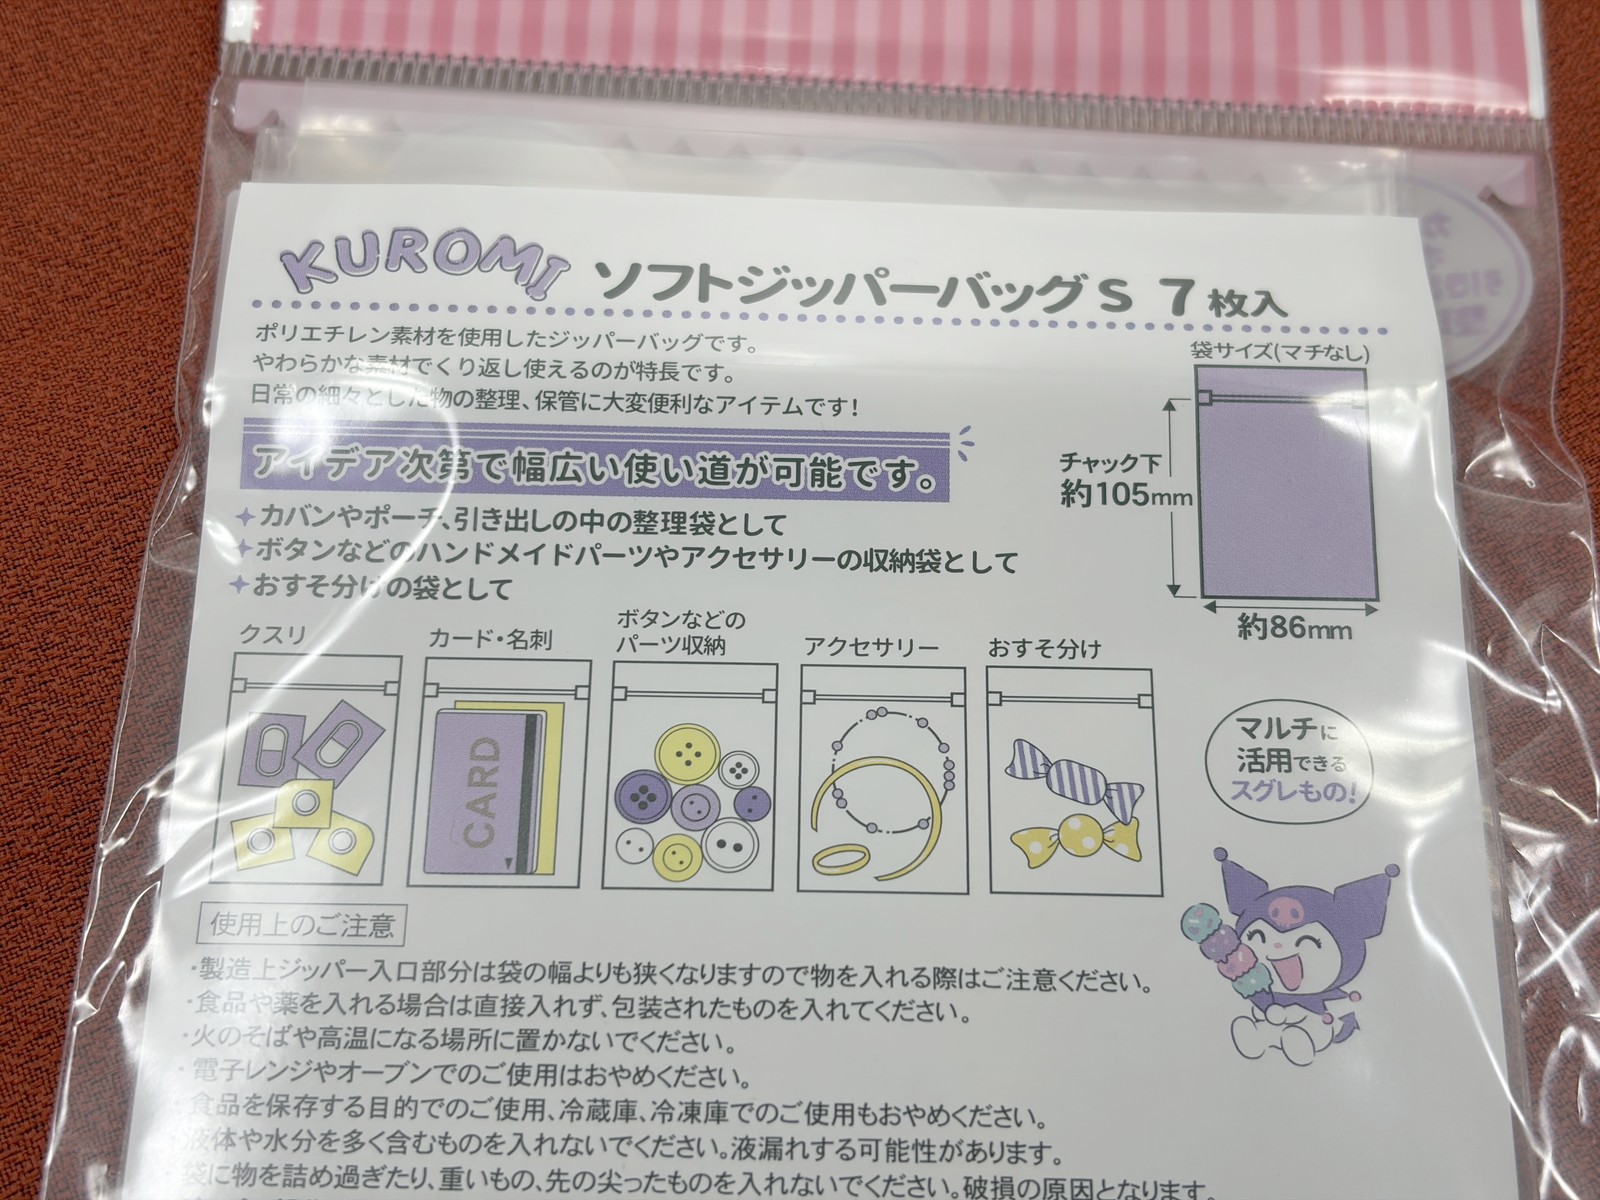 KUROMI ソフトジッパーバッグS 7枚入
ポリエチレン素材を使用したジッパーバッグです。
やわらかな素材でくり返し使えるのが特長です。
日常の細々とした物の整理、保管に大変便利なアイテムです!
アイデア次第で幅広い使い道が可能です。
カバンやポーチ、引き出しの中の整理袋として
ボタンなどのハンドメイドパーツやアクセサリーの収納袋として
おすそ分けの袋として
袋サイズ(マチなし)
チャック下
約105mm
約86mm
クスリ
カード・名刺
CARD
ボタンなどの
パーツ収納
アクセサリー
おすそ分け
マルチに
活用できる
スグレもの!
使用上のご注意
・製造上ジッパー入口部分は袋の幅よりも狭くなりますので物を入れる際はご注意ください。
・食品や薬を入れる場合は直接入れず、包装されたものを入れてください。
・火のそばや高温になる場所に置かないでください。
・電子レンジやオーブンでのご使用はおやめください。
食品を保存する目的でのご使用、冷蔵庫、冷凍庫でのご使用もおやめください。
液体や水分を多く含むものを入れないでください。液漏れする可能性があります。
袋に物を詰め過ぎたり、重いもの、先の尖ったものを入れないでください。破損の原因となります。